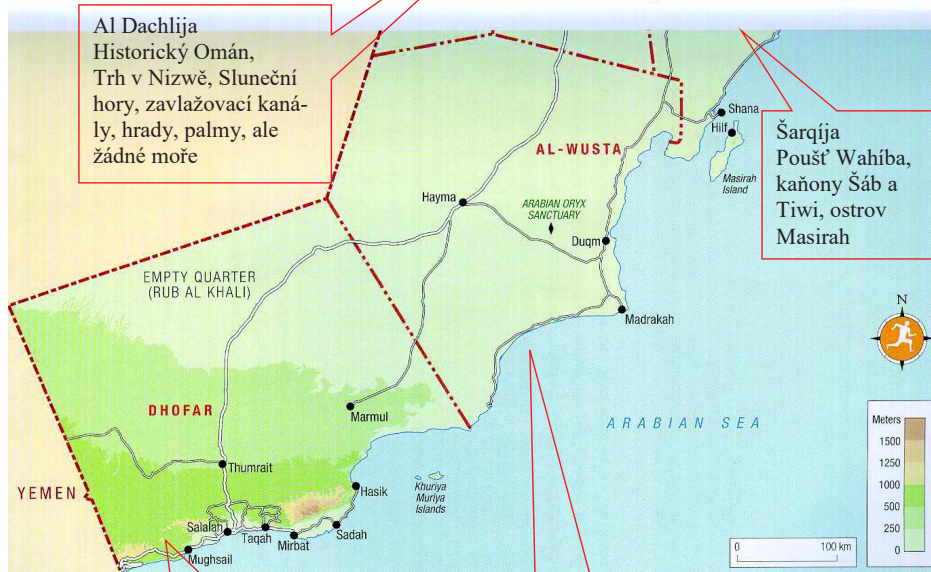 Al Dachlija
Historický Omán,
Trh v Nizwě, Sluneční
hory, zavlažovací kaná-
ly, hrady, palmy, ale
žádné moře
Shana
Hilf
Masirah
Island
Šarqíja
Poušť Wahíba,
kaňony Šáb a
Tiwi, ostrov
Masirah
AL-WUSTA
Hayma
ARABIAN ORYX
SANCTUARY
Duqm
EMPTY QUARTER
(RUB AL KHALI)
Madrakah
N
DHOFAR
Marmul
ARABIAN SEA
Meters
1500
1250
1000
500
250
0
Thumrait
YEMEN
Khuriya
Muriya
Islands
Hasik
Salalah
Taqah
Mirbat
Sadah
Mughsail
0 100 km